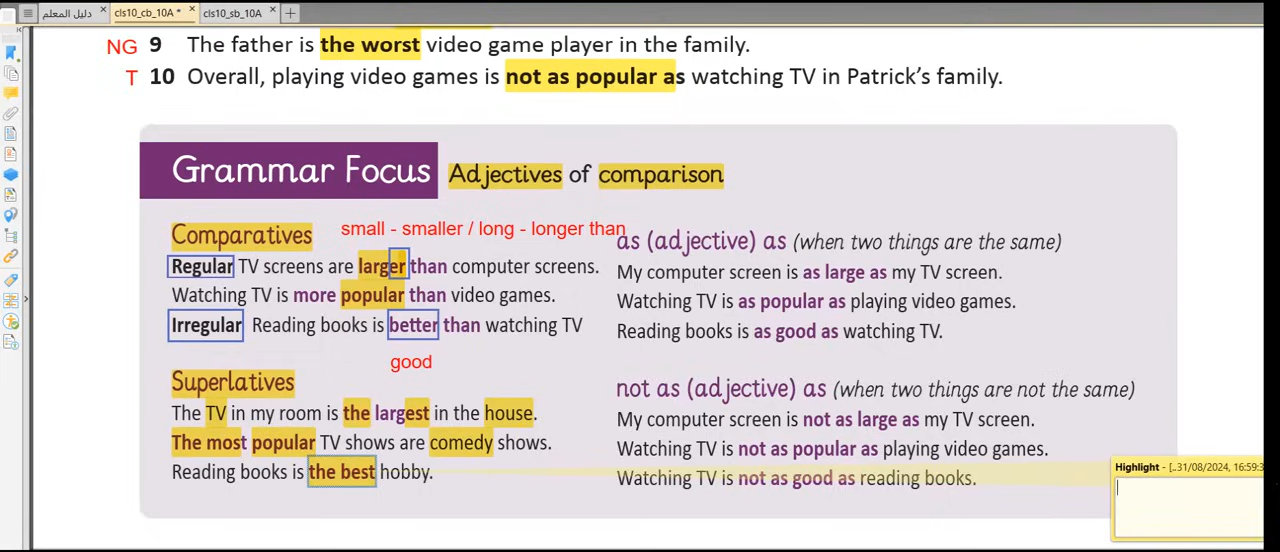 دليل المعلم × cls10_cb_10A * × cls10_sb_10A × +
NG 9 The father is the worst video game player in the family.
T 10 Overall, playing video games is not as popular as watching TV in Patrick’s family.
Grammar Focus Adjectives of comparison
small - smaller / long - longer than
Comparatives
Regular TV screens are larger than computer screens.
Watching TV is more popular than video games.
Irregular Reading books is better than watching TV
good
Superlatives
The TV in my room is the largest in the house.
The most popular TV shows are comedy shows.
Reading books is the best hobby.
as (adjective) as (when two things are the same)
My computer screen is as large as my TV screen.
Watching TV is as popular as playing video games.
Reading books is as good as watching TV.
not as (adjective) as (when two things are not the same)
My computer screen is not as large as my TV screen.
Watching TV is not as popular as playing video games.
Watching TV is not as good as reading books.
Highlight - [..31/08/2024, 16:59:3